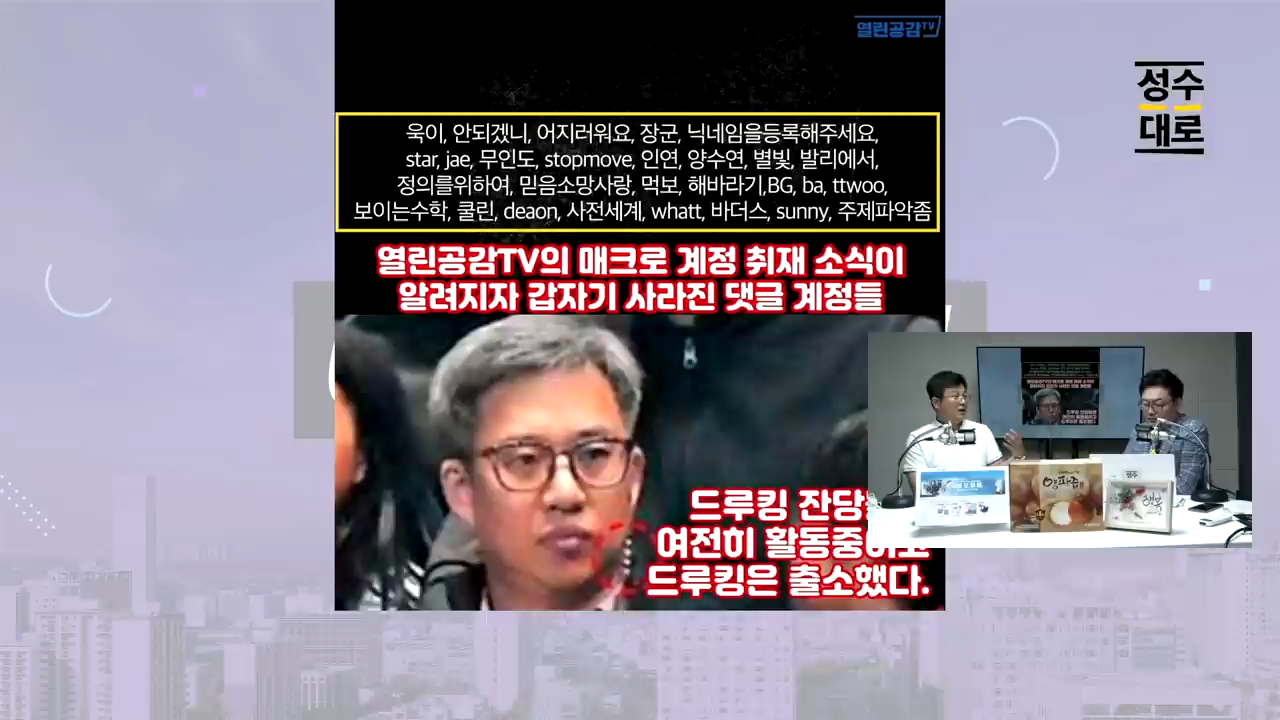 열린공감TV
성수
대로
욱이, 안되겠니, 어지러워요, 장군, 닉네임을등록해주세요,
star, jae, 무인도, stopmove, 인연, 양수연, 별빛, 발리에서,
정의를위하여, 믿음소망사랑, 먹보, 해바라기,BG, ba, ttwoo,
보이는수학, 쿨린, deaon, 사전세계, whatt, 바더스, sunny, 주제파악좀
열린공감TV의 매크로 계정 취재 소식이
알려지자 갑자기 사라진 댓글 계정들
드루킹 잔당
여전히 활동중이고
드루킹은 출소했다.
양파즙